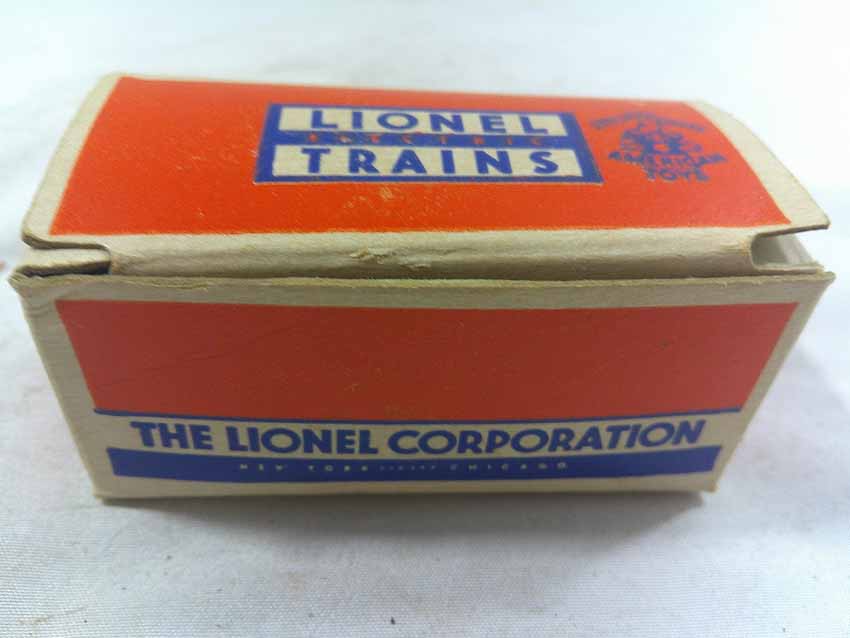 LIONEL
ELECTRIC
TRAINS
AMERICAN
TOYS
THE LIONEL CORPORATION
NEW YORK CHICAGO